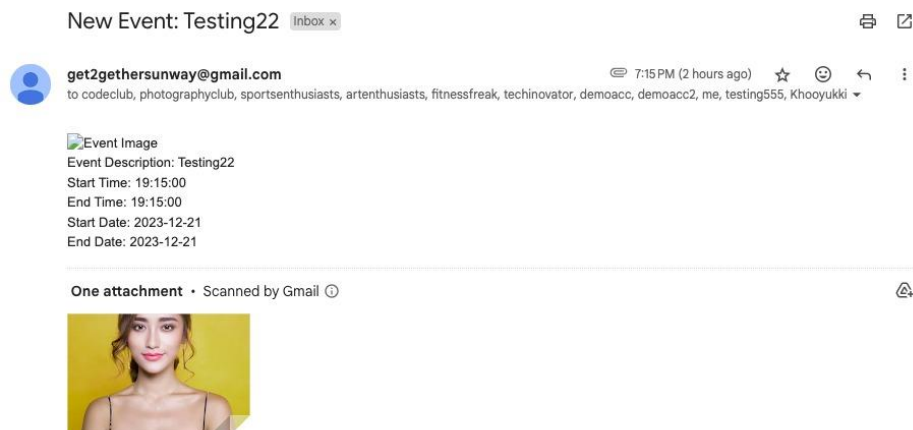 New Event: Testing22 Inbox ×
get2gethersunway@gmail.com 7:15 PM (2 hours ago)
to codeclub, photographyclub, sportsenthusiasts, artenthusiasts, fitnessfreak, techinovator, demoacc, demoacc2, me, testing555, Khooyukki
Event Image
Event Description: Testing22
Start Time: 19:15:00
End Time: 19:15:00
Start Date: 2023-12-21
End Date: 2023-12-21
One attachment • Scanned by Gmail